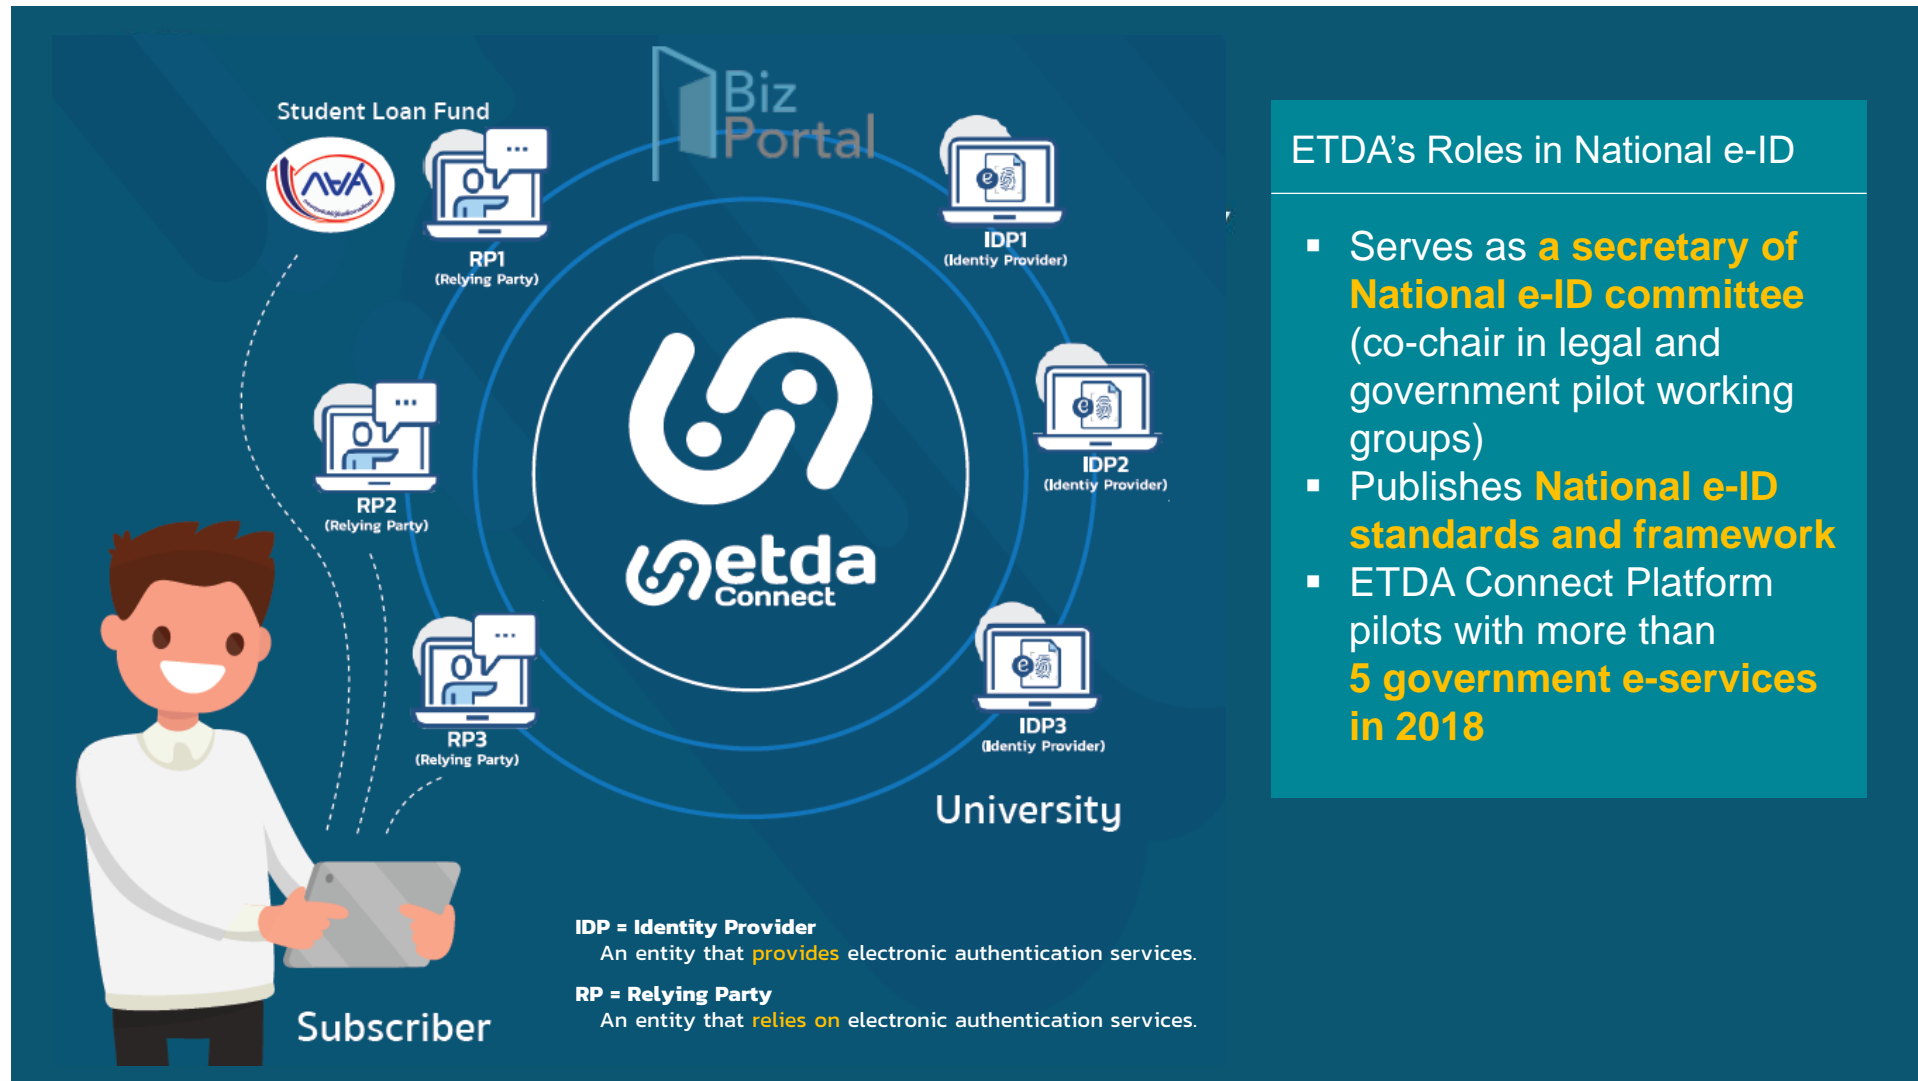 Student Loan Fund
Biz
Portal
กยศ
RP1
(Relying Party)
IDP1
(Identiy Provider)
RP2
(Relying Party)
IDP2
(Identiy Provider)
etda
Connect
RP3
(Relying Party)
IDP3
(Identiy Provider)
University
Subscriber
IDP = Identity Provider
An entity that provides electronic authentication services.
RP = Relying Party
An entity that relies on electronic authentication services.
ETDA’s Roles in National e-ID
▪ Serves as a secretary of
National e-ID committee
(co-chair in legal and
government pilot working
groups)
▪ Publishes National e-ID
standards and framework
▪ ETDA Connect Platform
pilots with more than
5 government e-services
in 2018